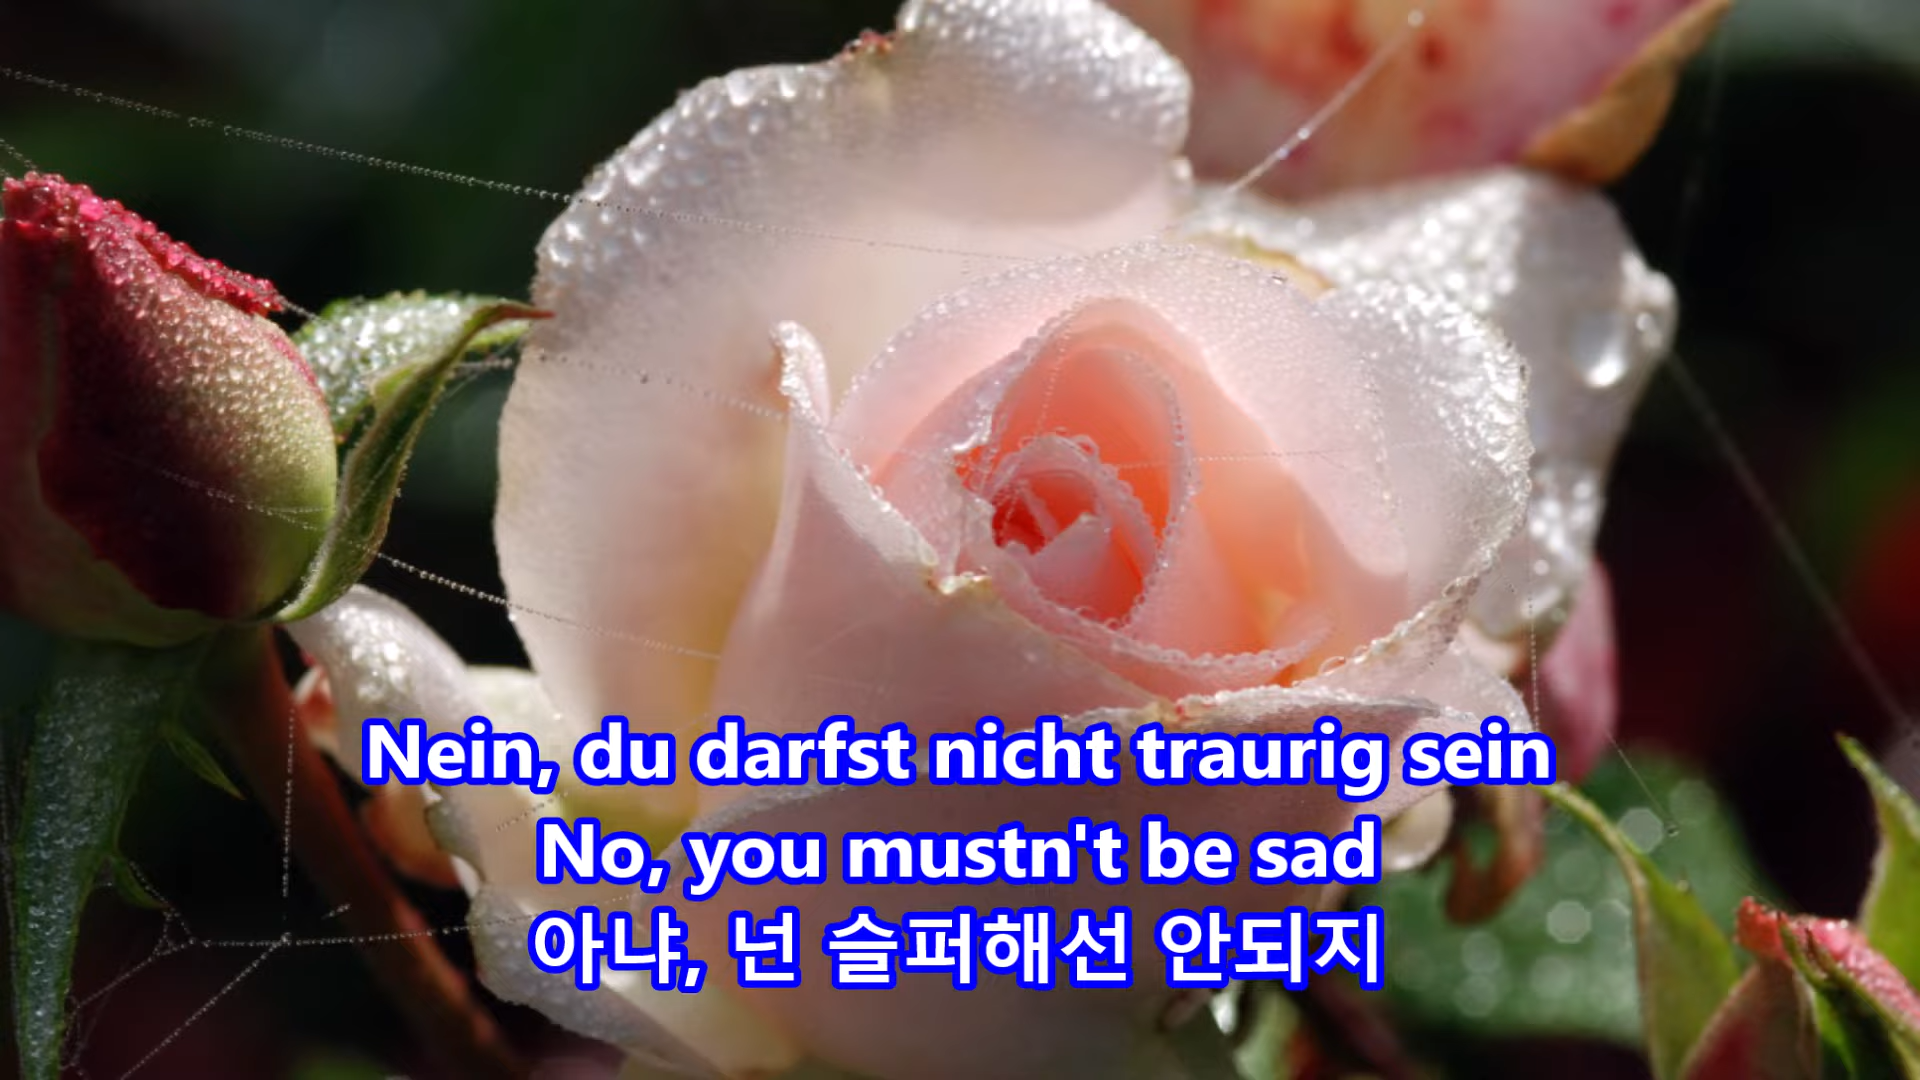 Nein, du darfst nicht traurig sein
No, you mustn't be sad
아냐, 넌 슬퍼해선 안되지